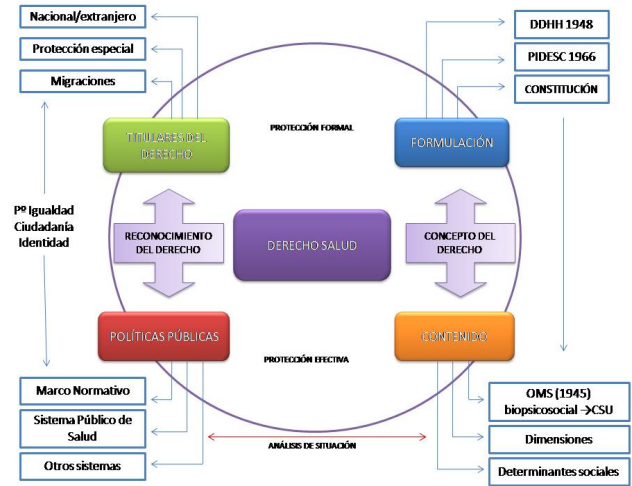 Nacional/extranjero
Protección especial
Migraciones
DDHH 1948
PIDESC 1966
CONSTITUCIÓN
PROTECCIÓN FORMAL
TITULARES DEL
DERECHO
FORMULACIÓN
Pº Igualdad
Ciudadanía
Identidad
RECONOCIMIENTO
DEL DERECHO
DERECHO SALUD
CONCEPTO DEL
DERECHO
POLÍTICAS PÚBLICAS
CONTENIDO
PROTECCIÓN EFECTIVA
Marco Normativo
Sistema Público de
Salud
Otros sistemas
ANÁLISIS DE SITUACIÓN
OMS (1945)
biopsicosocial →CSU
Dimensiones
Determinantes sociales